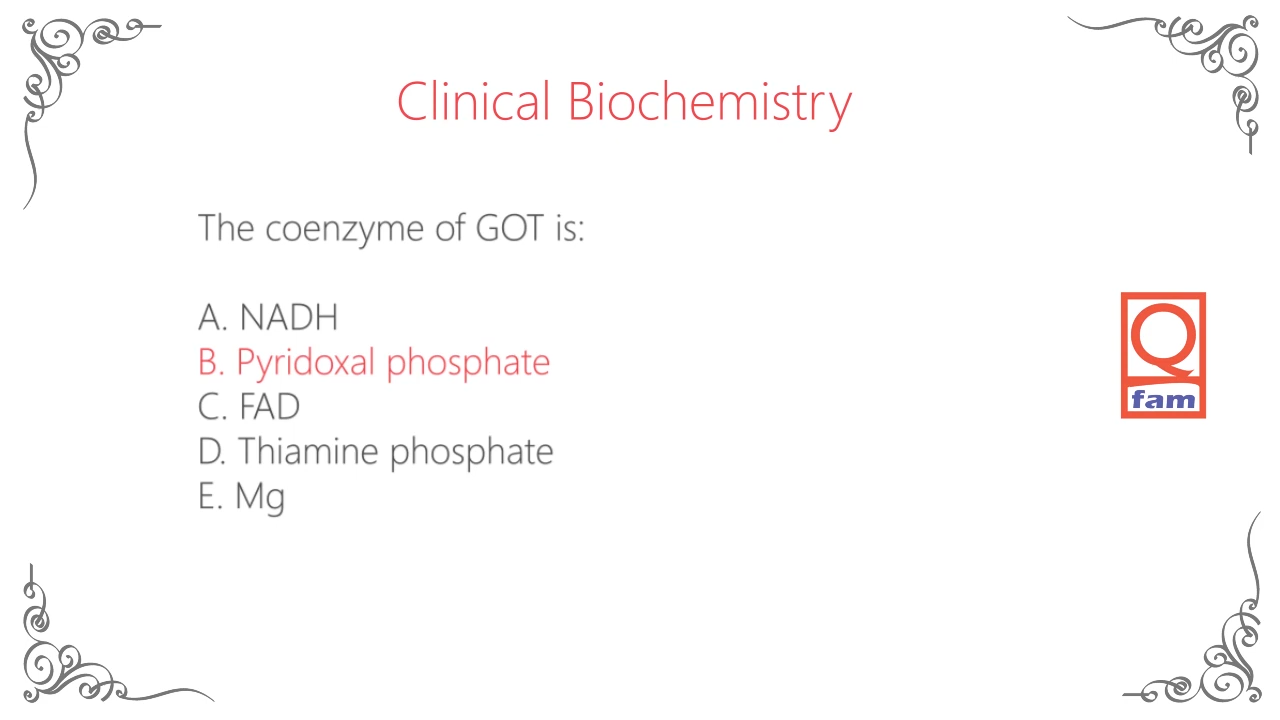 Clinical Biochemistry
The coenzyme of GOT is:
A. NADH
B. Pyridoxal phosphate
C. FAD
D. Thiamine phosphate
E. Mg
Q
fam